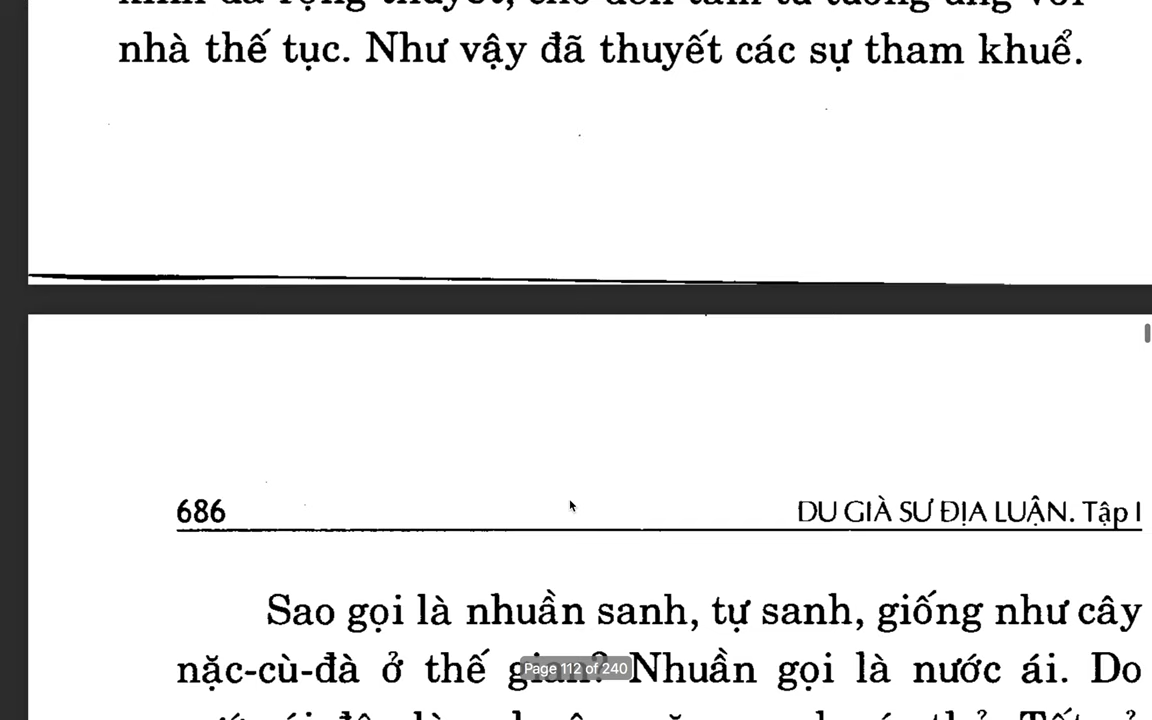 nhà thế tục. Như vậy đã thuyết các sự tham khuể.
686
DU GIÀ SƯ ĐỊA LUẬN. Tập I
Sao gọi là nhuần sanh, tự sanh, giống như cây
nặc-cù-đà ở thế gian? Nhuần gọi là nước ái. Do
Page 112 of 240